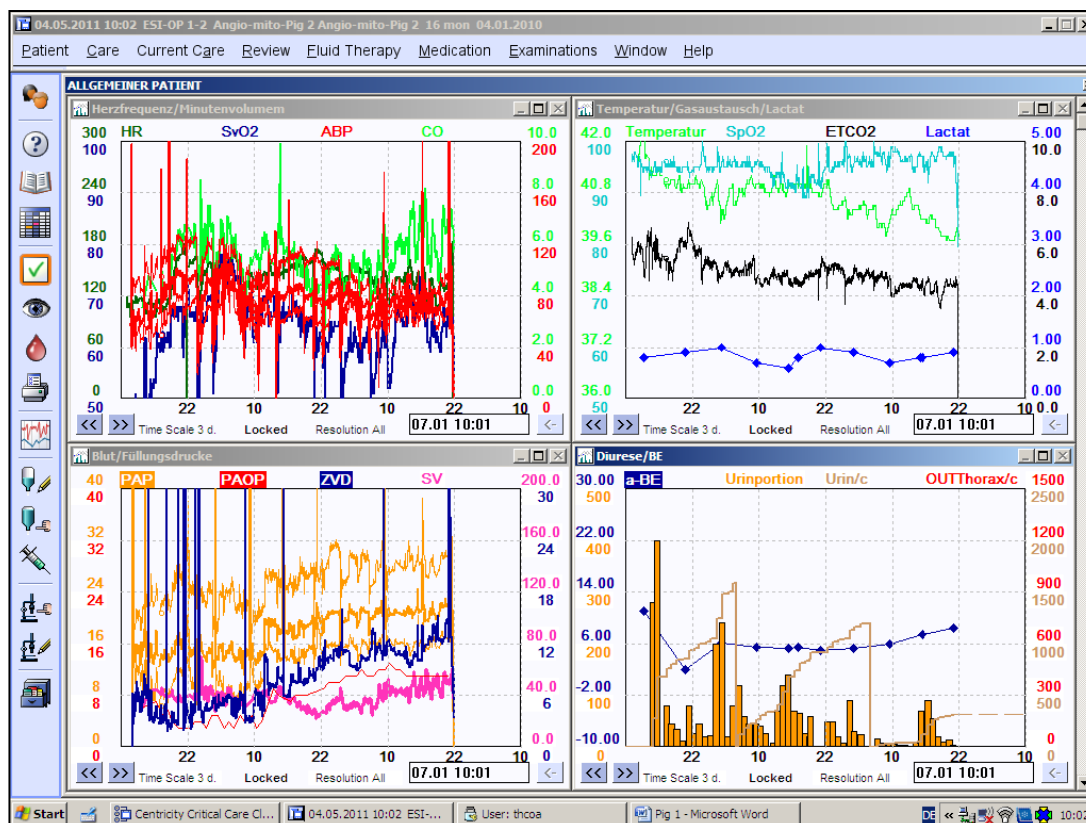 04.05.2011 10:02 ESI-OP 1-2 Angio-mito-Pig 2 Angio-mito-Pig 2 16 mon 04.01.2010
Patient Care Current Care Review Fluid Therapy Medication Examinations Window Help
ALLGEMEINER PATIENT
Herzfrequenz/Minutenvolumem
300 HR SvO2 ABP CO 10.0
100 200
240 8.0
90 160
180 6.0
80 120
120 4.0
70 80
60 2.0
60 40
0 0.0
50 22 10 22 10 22 10 0
<< >> Time Scale 3 d. Locked Resolution All 07.01 10:01 <-
Temperatur/Gasaustausch/Lactat
42.0 Temperatur SpO2 ETCO2 Lactat 5.00
100 10.0
40.8 4.00
90 8.0
39.6 3.00
80 6.0
38.4 2.00
70 4.0
37.2 1.00
60 2.0
36.0 0.00
50 22 10 22 10 22 10 0.0
<< >> Time Scale 3 d. Locked Resolution All 07.01 10:01 <-
Blut/Füllungsdrucke
40 PAP PAOP ZVD SV 200.0
40 30
32 160.0
32 24
24 120.0
24 18
16 80.0
16 12
8 40.0
8 6
0 0.0
0 22 10 22 10 22 10 0
<< >> Time Scale 3 d. Locked Resolution All 07.01 10:01 <-
Diurese/BE
30.00 a-BE Urinportion Urin/c OUTThorax/c 1500
500 2500
22.00 1200
400 2000
14.00 900
300 1500
6.00 600
200 1000
-2.00 300
100 500
-10.00 0
0 22 10 22 10 22 10 0
<< >> Time Scale 3 d. Locked Resolution All 07.01 10:01 <-
Start Centricity Critical Care Cl... 04.05.2011 10:02 ESI-... User: thcoa Pig 1 - Microsoft Word DE « 10:02